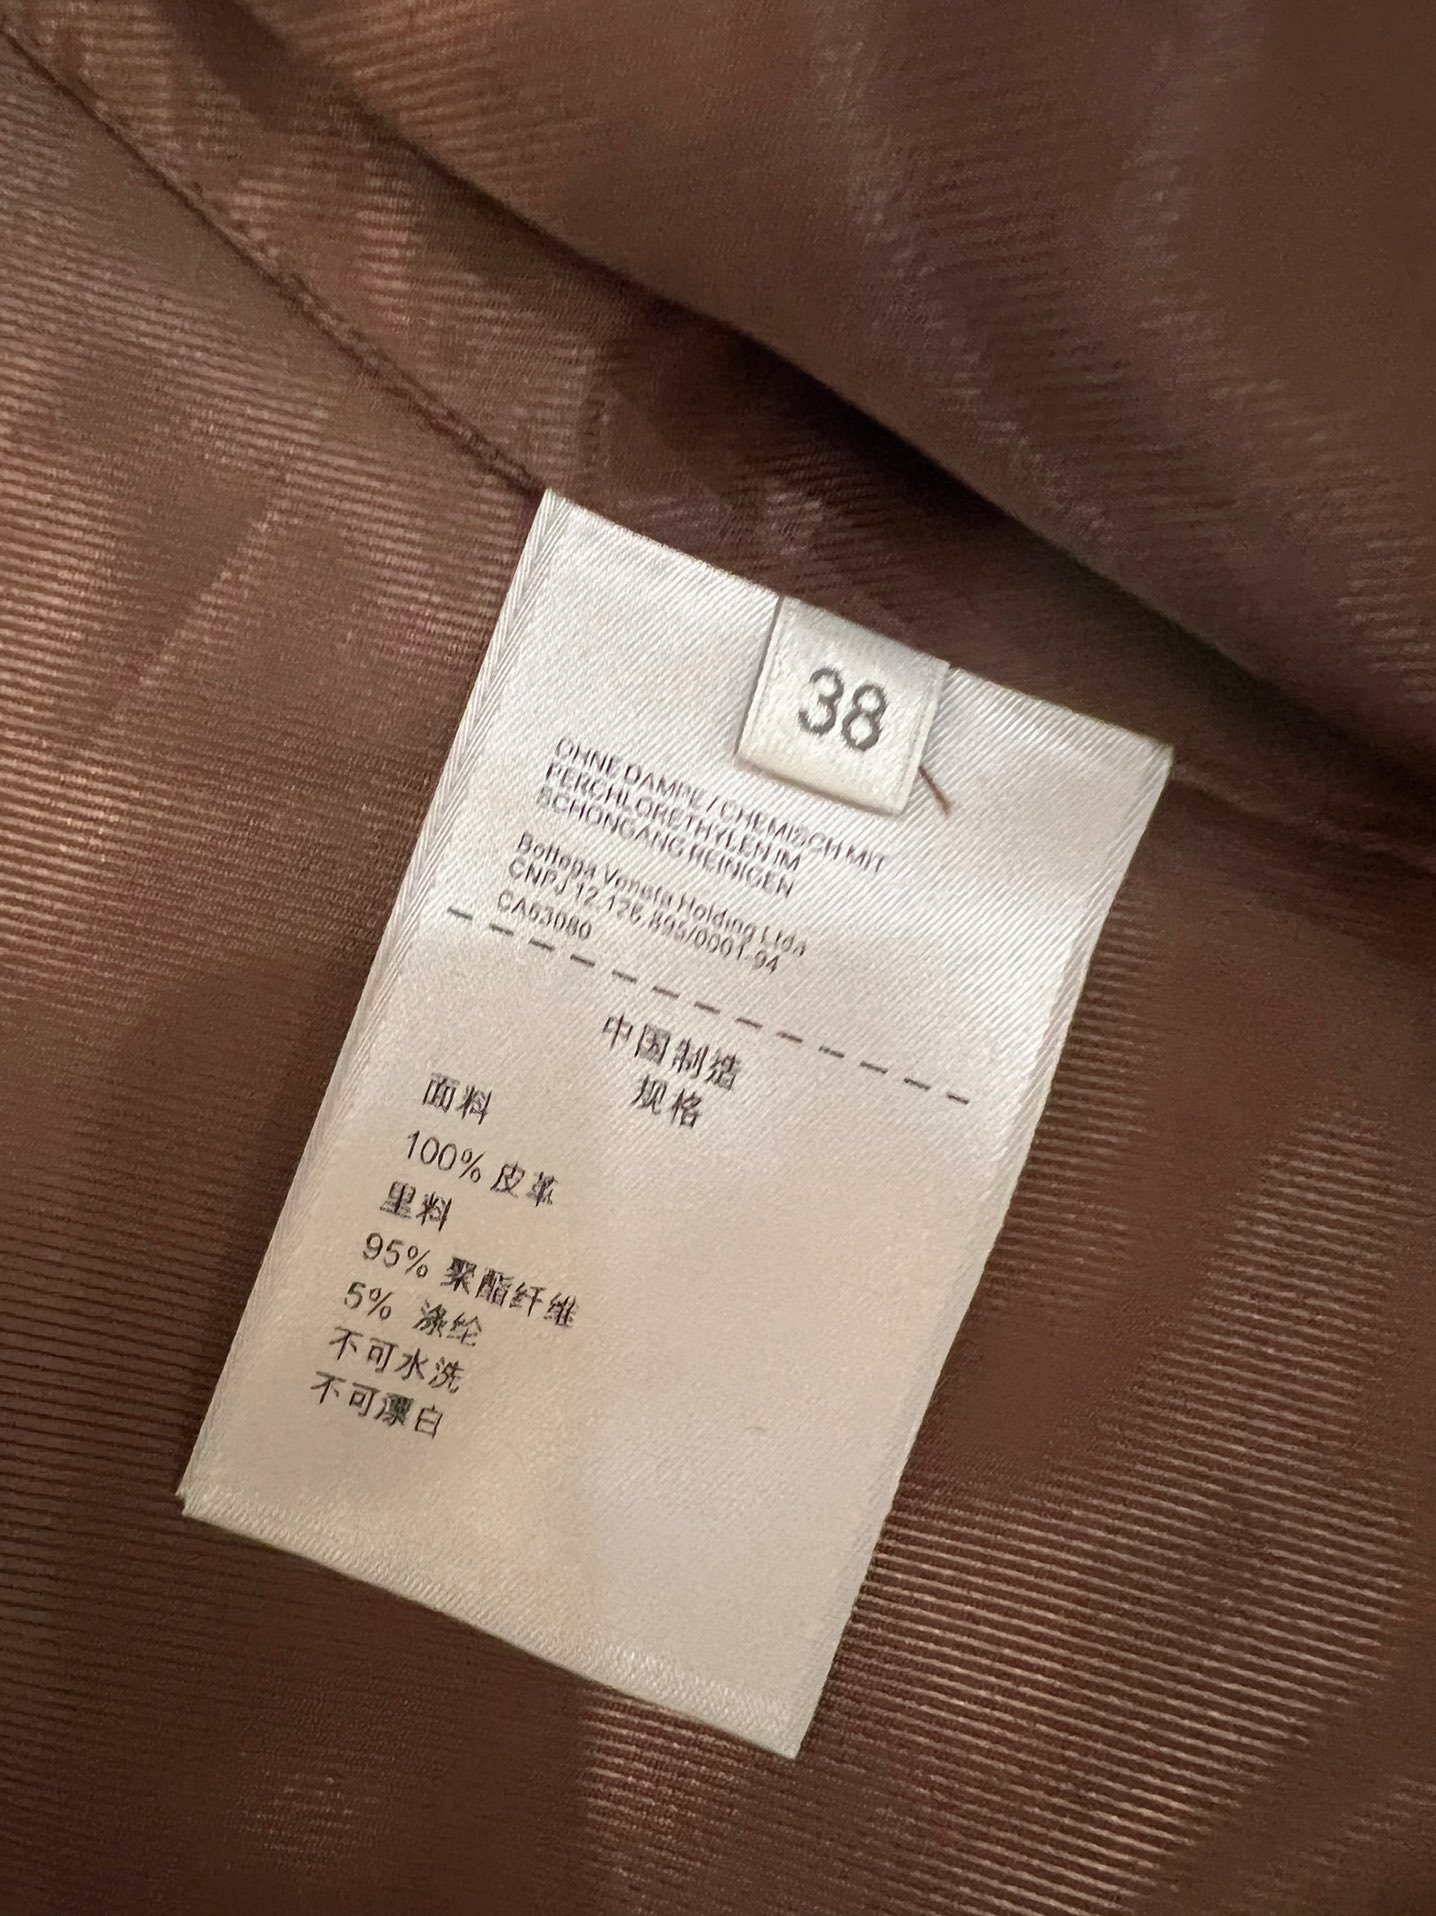 38
OHNE DAMPF / CHEMISCH MIT
PERCHLORETHYLEN IM
SCHONGANG REINIGEN
Bottega Veneta Holding Ltda
CNPJ 12.126.895/0001-94
CA63080
中国制造
规格
面料
100% 皮革
里料
95% 聚酯纤维
5% 涤纶
不可水洗
不可漂白